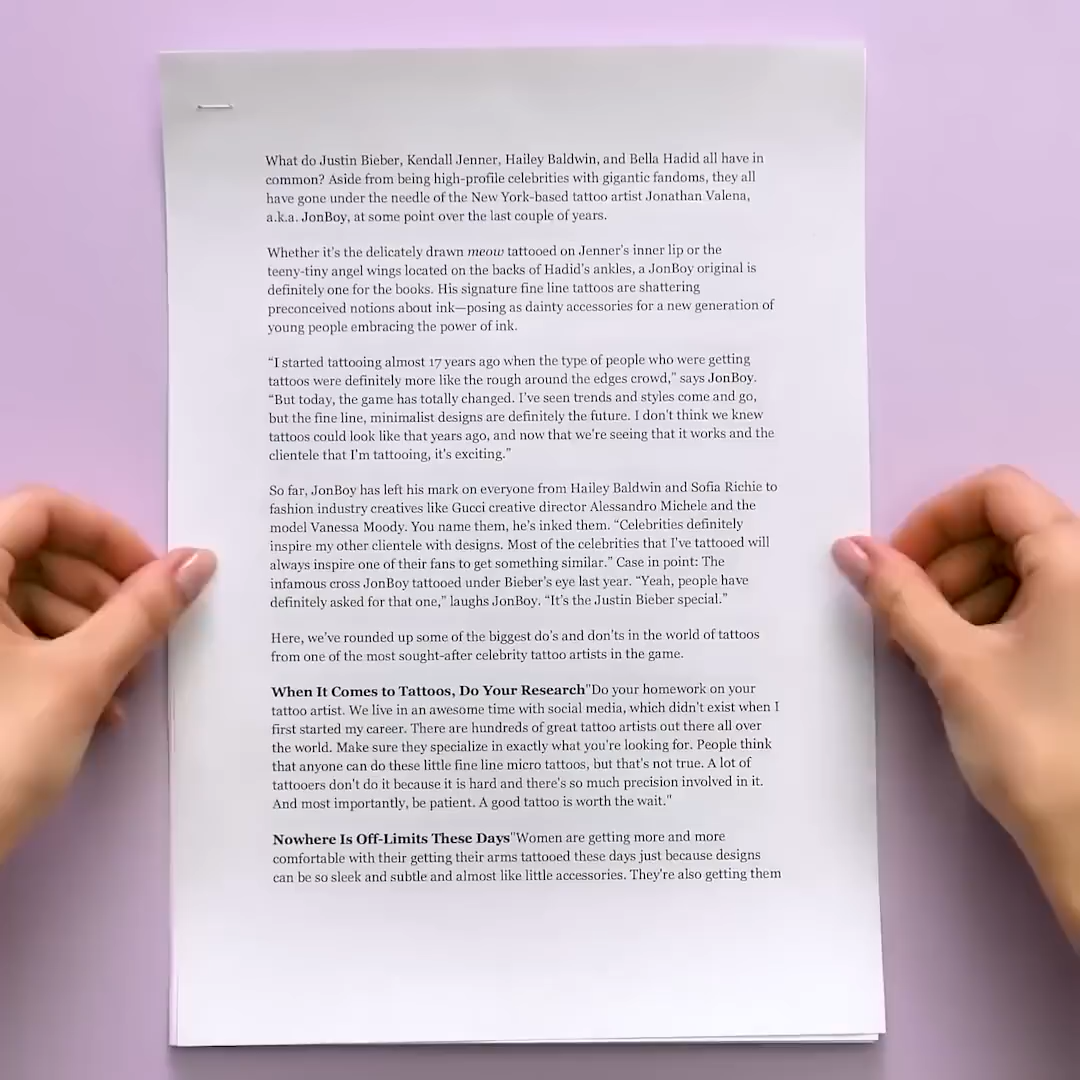 What do Justin Bieber, Kendall Jenner, Hailey Baldwin, and Bella Hadid all have in
common? Aside from being high-profile celebrities with gigantic fandoms, they all
have gone under the needle of the New York-based tattoo artist Jonathan Valena,
a.k.a. JonBoy, at some point over the last couple of years.
Whether it's the delicately drawn meow tattooed on Jenner's inner lip or the
teeny-tiny angel wings located on the backs of Hadid's ankles, a JonBoy original is
definitely one for the books. His signature fine line tattoos are shattering
preconceived notions about ink—posing as dainty accessories for a new generation of
young people embracing the power of ink.
“I started tattooing almost 17 years ago when the type of people who were getting
tattoos were definitely more like the rough around the edges crowd,” says JonBoy.
“But today, the game has totally changed. I've seen trends and styles come and go,
but the fine line, minimalist designs are definitely the future. I don't think we knew
tattoos could look like that years ago, and now that we're seeing that it works and the
clientele that I'm tattooing, it's exciting.”
So far, JonBoy has left his mark on everyone from Hailey Baldwin and Sofia Richie to
fashion industry creatives like Gucci creative director Alessandro Michele and the
model Vanessa Moody. You name them, he's inked them. “Celebrities definitely
inspire my other clientele with designs. Most of the celebrities that I've tattooed will
always inspire one of their fans to get something similar.” Case in point: The
infamous cross JonBoy tattooed under Bieber's eye last year. “Yeah, people have
definitely asked for that one,” laughs JonBoy. “It's the Justin Bieber special.”
Here, we've rounded up some of the biggest do's and don'ts in the world of tattoos
from one of the most sought-after celebrity tattoo artists in the game.
When It Comes to Tattoos, Do Your Research"Do your homework on your
tattoo artist. We live in an awesome time with social media, which didn't exist when I
first started my career. There are hundreds of great tattoo artists out there all over
the world. Make sure they specialize in exactly what you're looking for. People think
that anyone can do these little fine line micro tattoos, but that's not true. A lot of
tattooers don't do it because it is hard and there's so much precision involved in it.
And most importantly, be patient. A good tattoo is worth the wait."
Nowhere Is Off-Limits These Days"Women are getting more and more
comfortable with their getting their arms tattooed these days just because designs
can be so sleek and subtle and almost like little accessories. They're also getting them